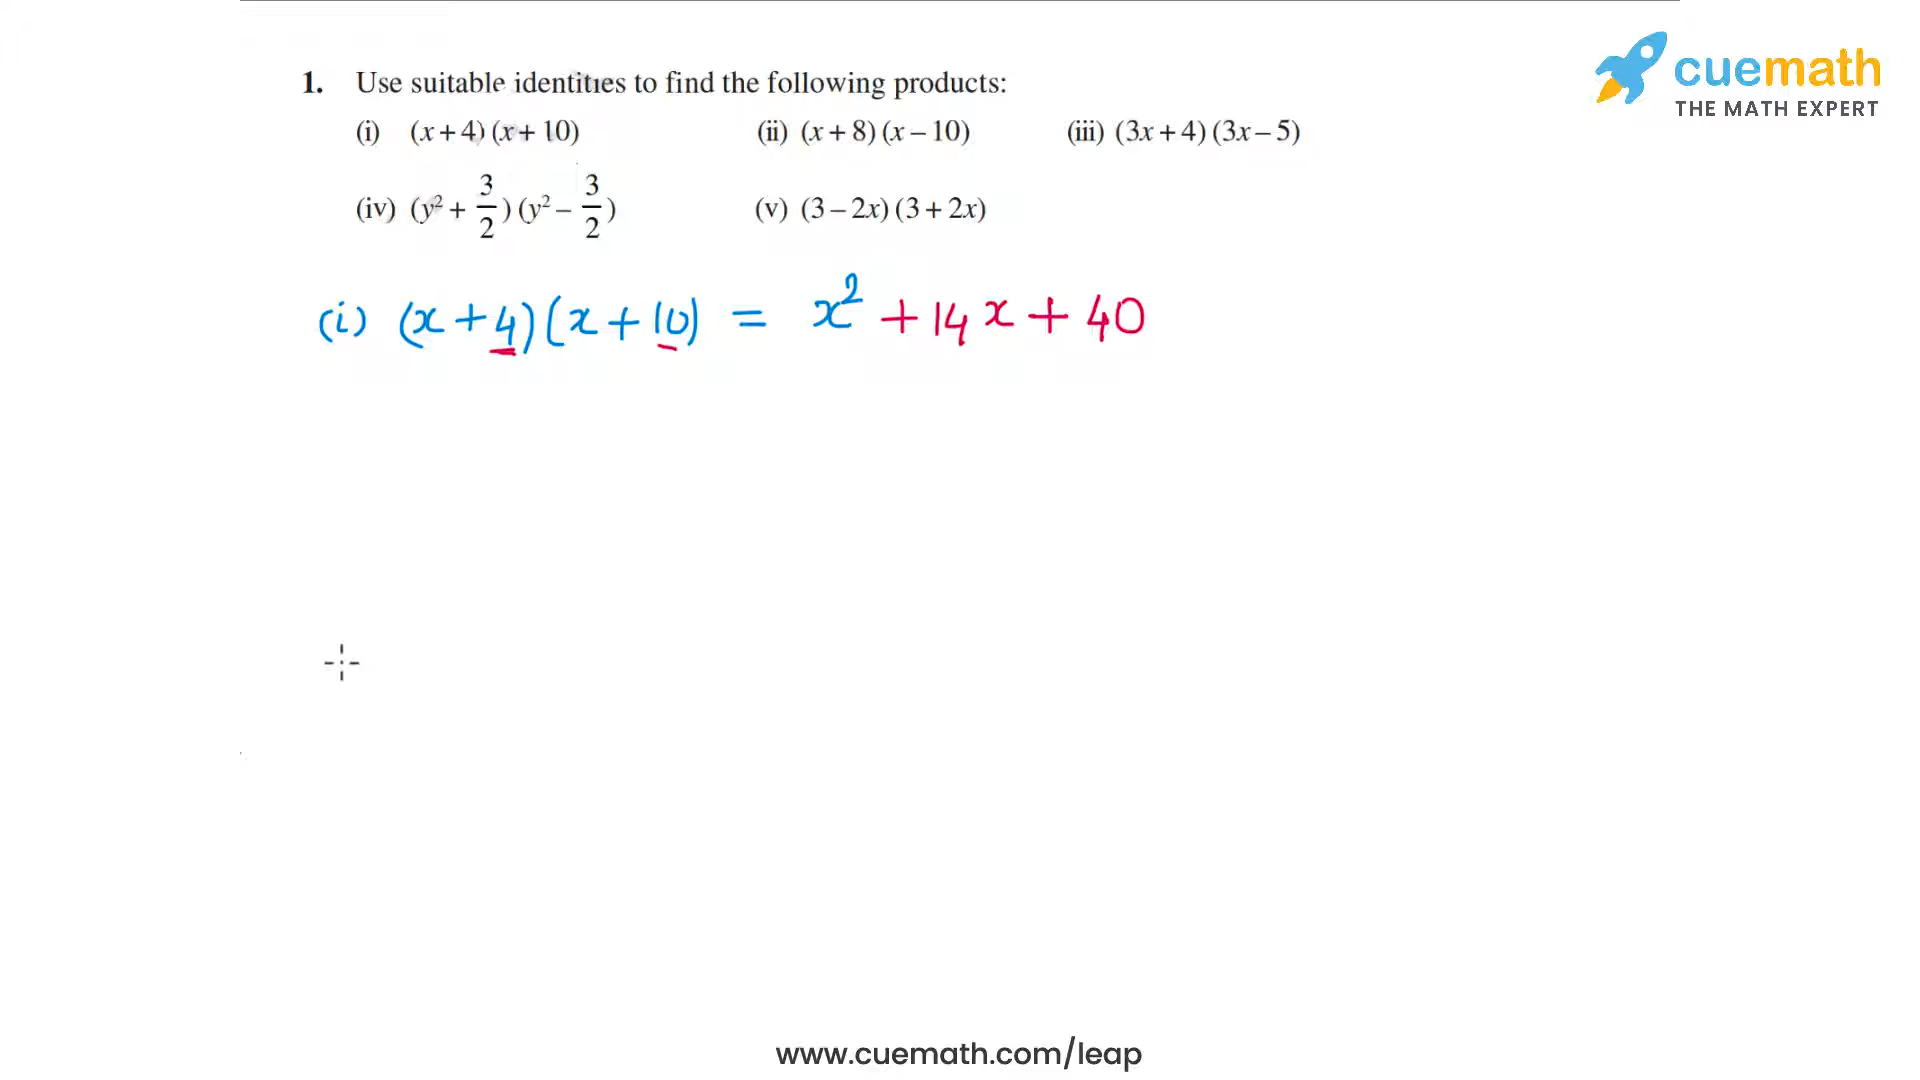 cuemath
THE MATH EXPERT
1. Use suitable identities to find the following products:
(i) (x + 4) (x + 10) (ii) (x + 8) (x – 10) (iii) (3x + 4) (3x – 5)
(iv) (y² + 3/2) (y² – 3/2) (v) (3 – 2x) (3 + 2x)
(i) (x + 4)(x + 10) = x² + 14x + 40
www.cuemath.com/leap